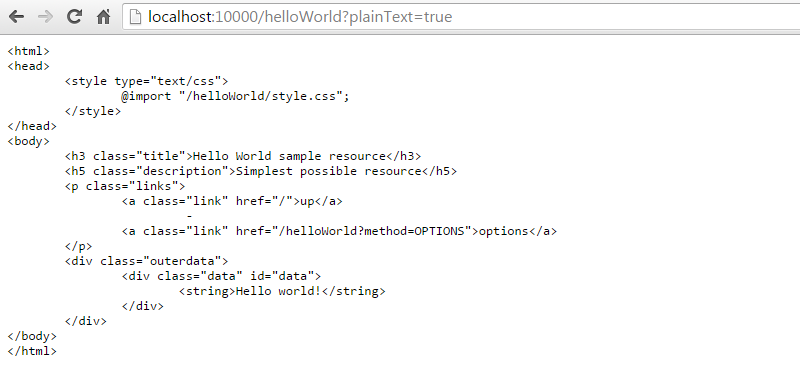 localhost:10000/helloWorld?plainText=true
<html>
<head>
        <style type="text/css">
                @import "/helloWorld/style.css";
        </style>
</head>
<body>
        <h3 class="title">Hello World sample resource</h3>
        <h5 class="description">Simplest possible resource</h5>
        <p class="links">
                <a class="link" href="/">up</a>
                         -
                <a class="link" href="/helloWorld?method=OPTIONS">options</a>
        </p>
        <div class="outerdata">
                <div class="data" id="data">
                        <string>Hello world!</string>
                </div>
        </div>
</body>
</html>